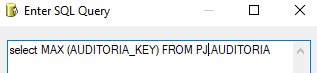 Enter SQL Query
select MAX (AUDITORIA_KEY) FROM PJ AUDITORIA